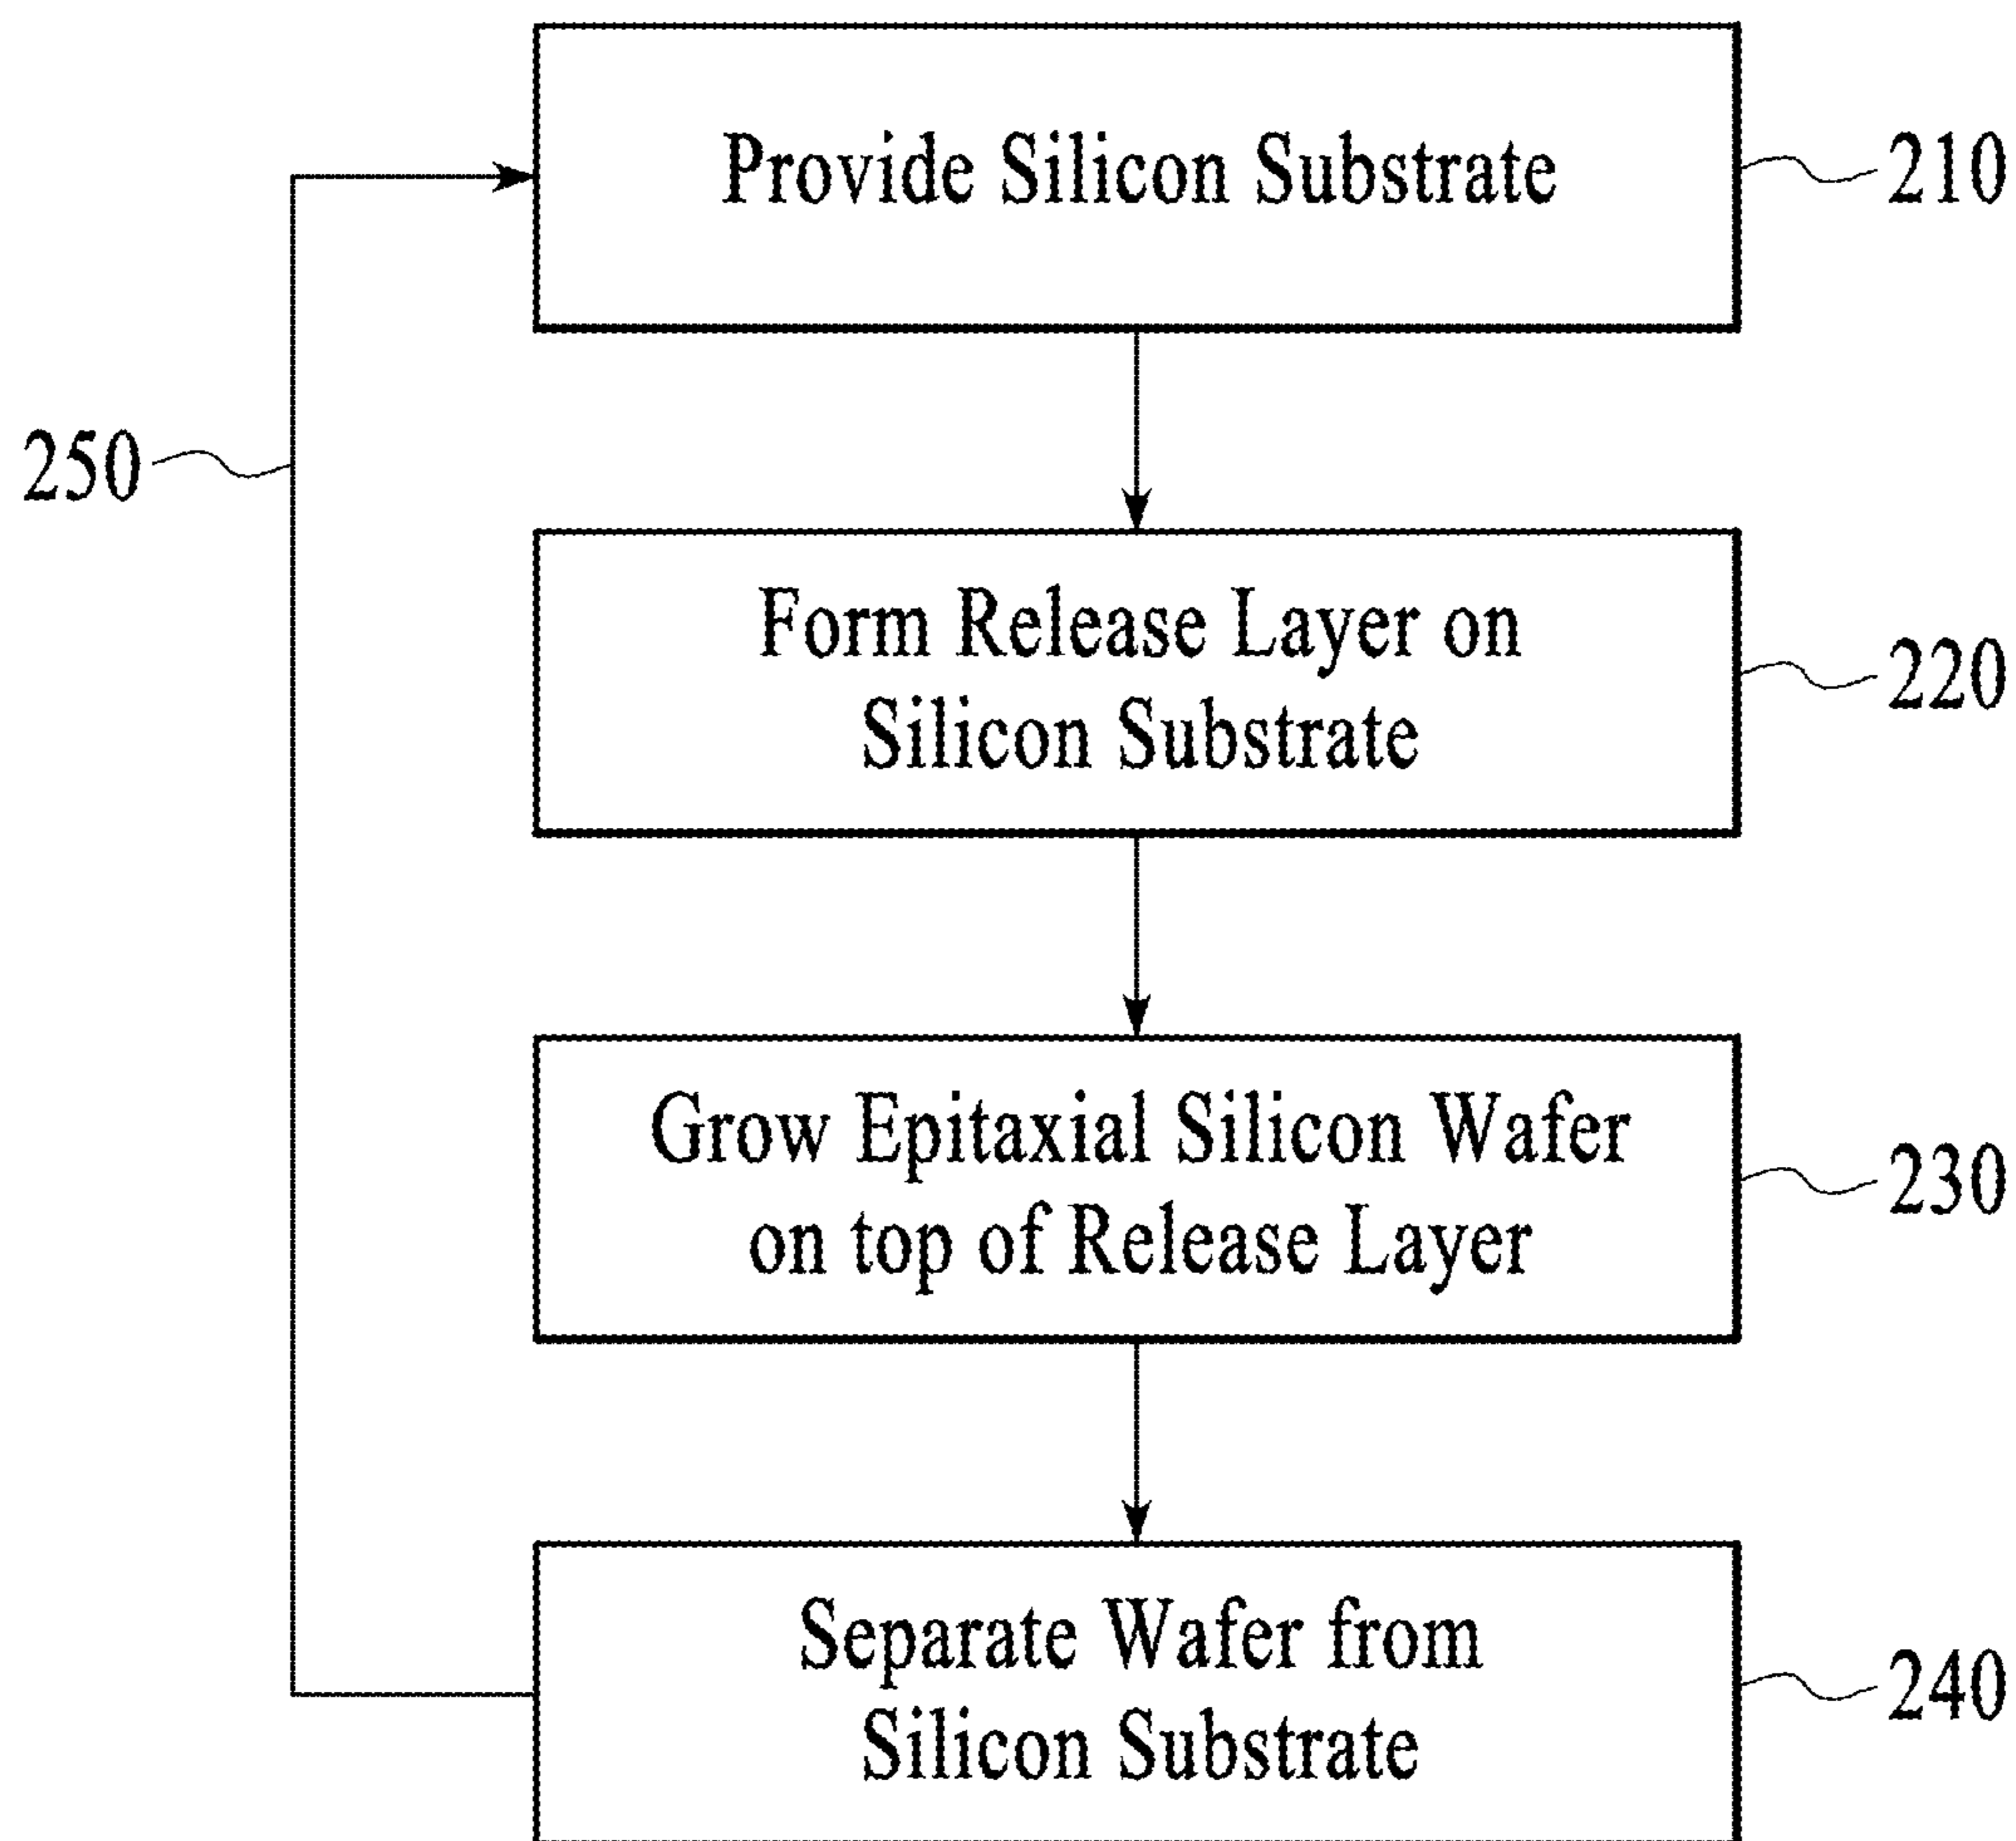 Provide Silicon Substrate
210
250
Form Release Layer on
Silicon Substrate
220
Grow Epitaxial Silicon Wafer
on top of Release Layer
230
Separate Wafer from
Silicon Substrate
240